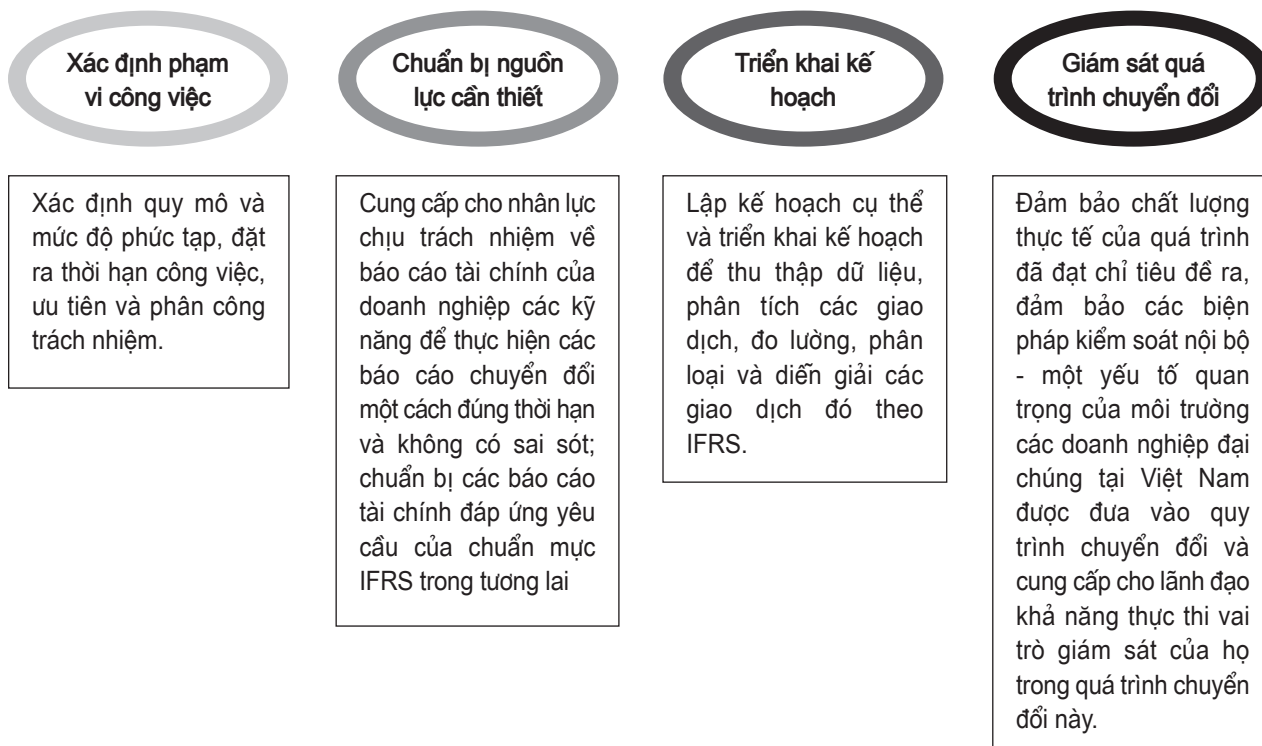 Xác định phạm
vi công việc
Chuẩn bị nguồn
lực cần thiết
Triển khai kế
hoạch
Giám sát quá
trình chuyển đổi
Xác định quy mô và
mức độ phức tạp, đặt
ra thời hạn công việc,
ưu tiên và phân công
trách nhiệm.
Cung cấp cho nhân lực
chịu trách nhiệm về
báo cáo tài chính của
doanh nghiệp các kỹ
năng để thực hiện các
báo cáo chuyển đổi
một cách đúng thời hạn
và không có sai sót;
chuẩn bị các báo cáo
tài chính đáp ứng yêu
cầu của chuẩn mực
IFRS trong tương lai
Lập kế hoạch cụ thể
và triển khai kế hoạch
để thu thập dữ liệu,
phân tích các giao
dịch, đo lường, phân
loại và diễn giải các
giao dịch đó theo
IFRS.
Đảm bảo chất lượng
thực tế của quá trình
đã đạt chỉ tiêu đề ra,
đảm bảo các biện
pháp kiểm soát nội bộ
- một yếu tố quan
trọng của môi trường
các doanh nghiệp đại
chúng tại Việt Nam
được đưa vào quy
trình chuyển đổi và
cung cấp cho lãnh đạo
khả năng thực thi vai
trò giám sát của họ
trong quá trình chuyển
đổi này.